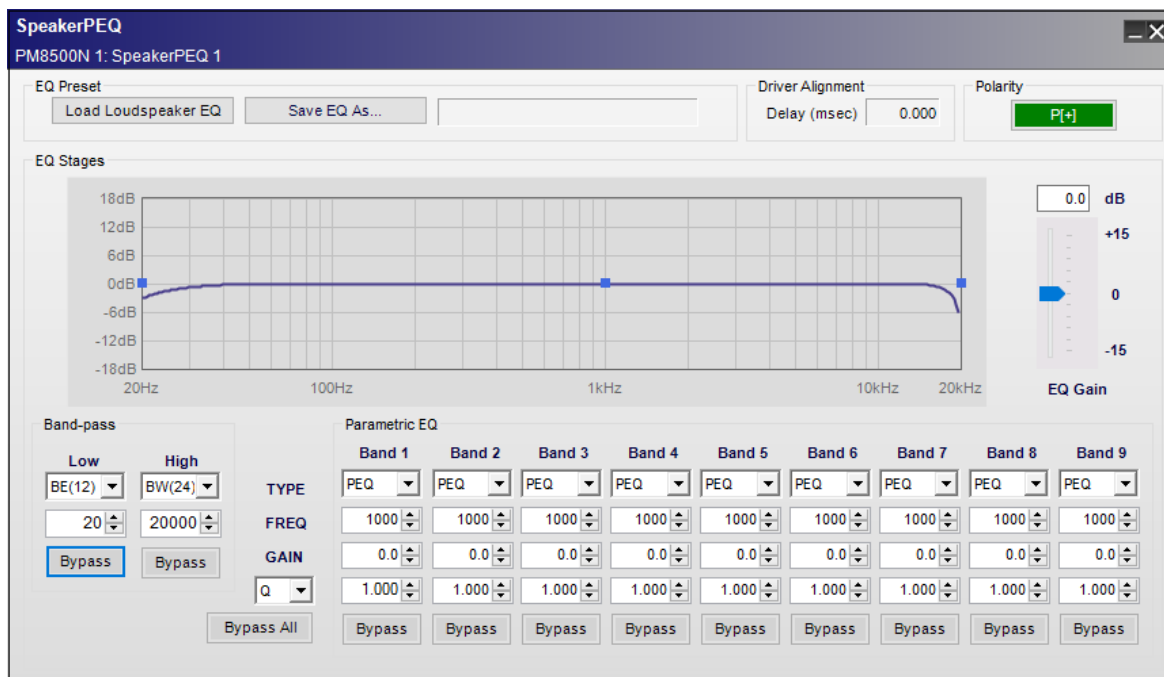 SpeakerPEQ
PM8500N 1: SpeakerPEQ 1
EQ Preset
Load Loudspeaker EQ
Save EQ As...
Driver Alignment
Delay (msec) 0.000
Polarity
P[+]
EQ Stages
18dB
12dB
6dB
0dB
-6dB
-12dB
-18dB
20Hz 100Hz 1kHz 10kHz 20kHz
0.0 dB
+15
0
-15
EQ Gain
Band-pass
Low High
BE(12) BW(24)
20 20000
Bypass Bypass
Parametric EQ
Band 1 Band 2 Band 3 Band 4 Band 5 Band 6 Band 7 Band 8 Band 9
TYPE PEQ PEQ PEQ PEQ PEQ PEQ PEQ PEQ PEQ
FREQ 1000 1000 1000 1000 1000 1000 1000 1000 1000
GAIN 0.0 0.0 0.0 0.0 0.0 0.0 0.0 0.0 0.0
Q 1.000 1.000 1.000 1.000 1.000 1.000 1.000 1.000 1.000
Bypass All Bypass Bypass Bypass Bypass Bypass Bypass Bypass Bypass Bypass